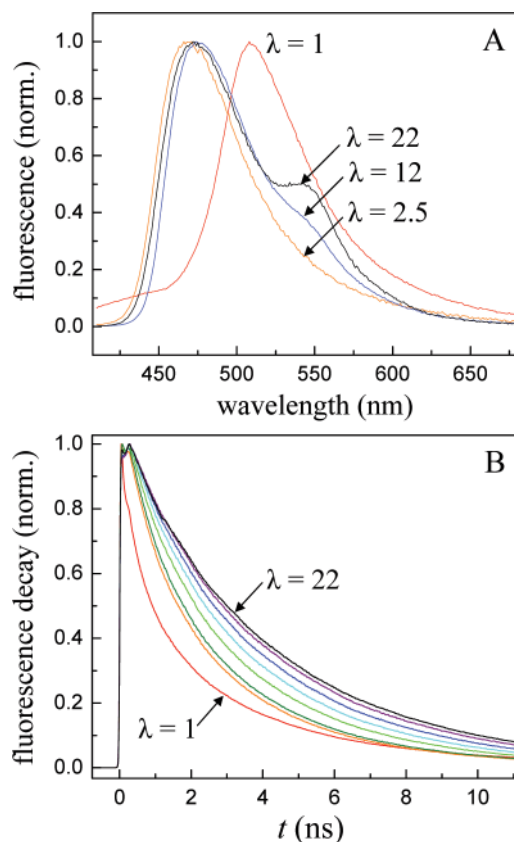 A
fluorescence (norm.)
1.0
0.8
0.6
0.4
0.2
0.0
λ = 1
λ = 22
λ = 12
λ = 2.5
450 500 550 600 650
wavelength (nm)
B
fluorescence decay (norm.)
1.0
0.8
0.6
0.4
0.2
0.0
λ = 22
λ = 1
0 2 4 6 8 10
t (ns)